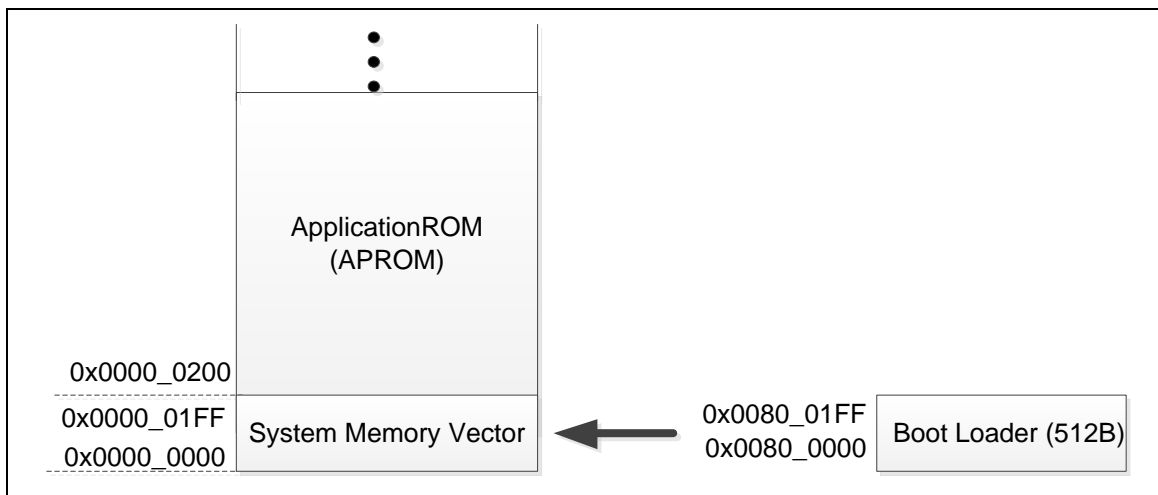 ApplicationROM
(APROM)
0x0000_0200
0x0000_01FF
0x0000_0000
System Memory Vector
0x0080_01FF
0x0080_0000
Boot Loader (512B)